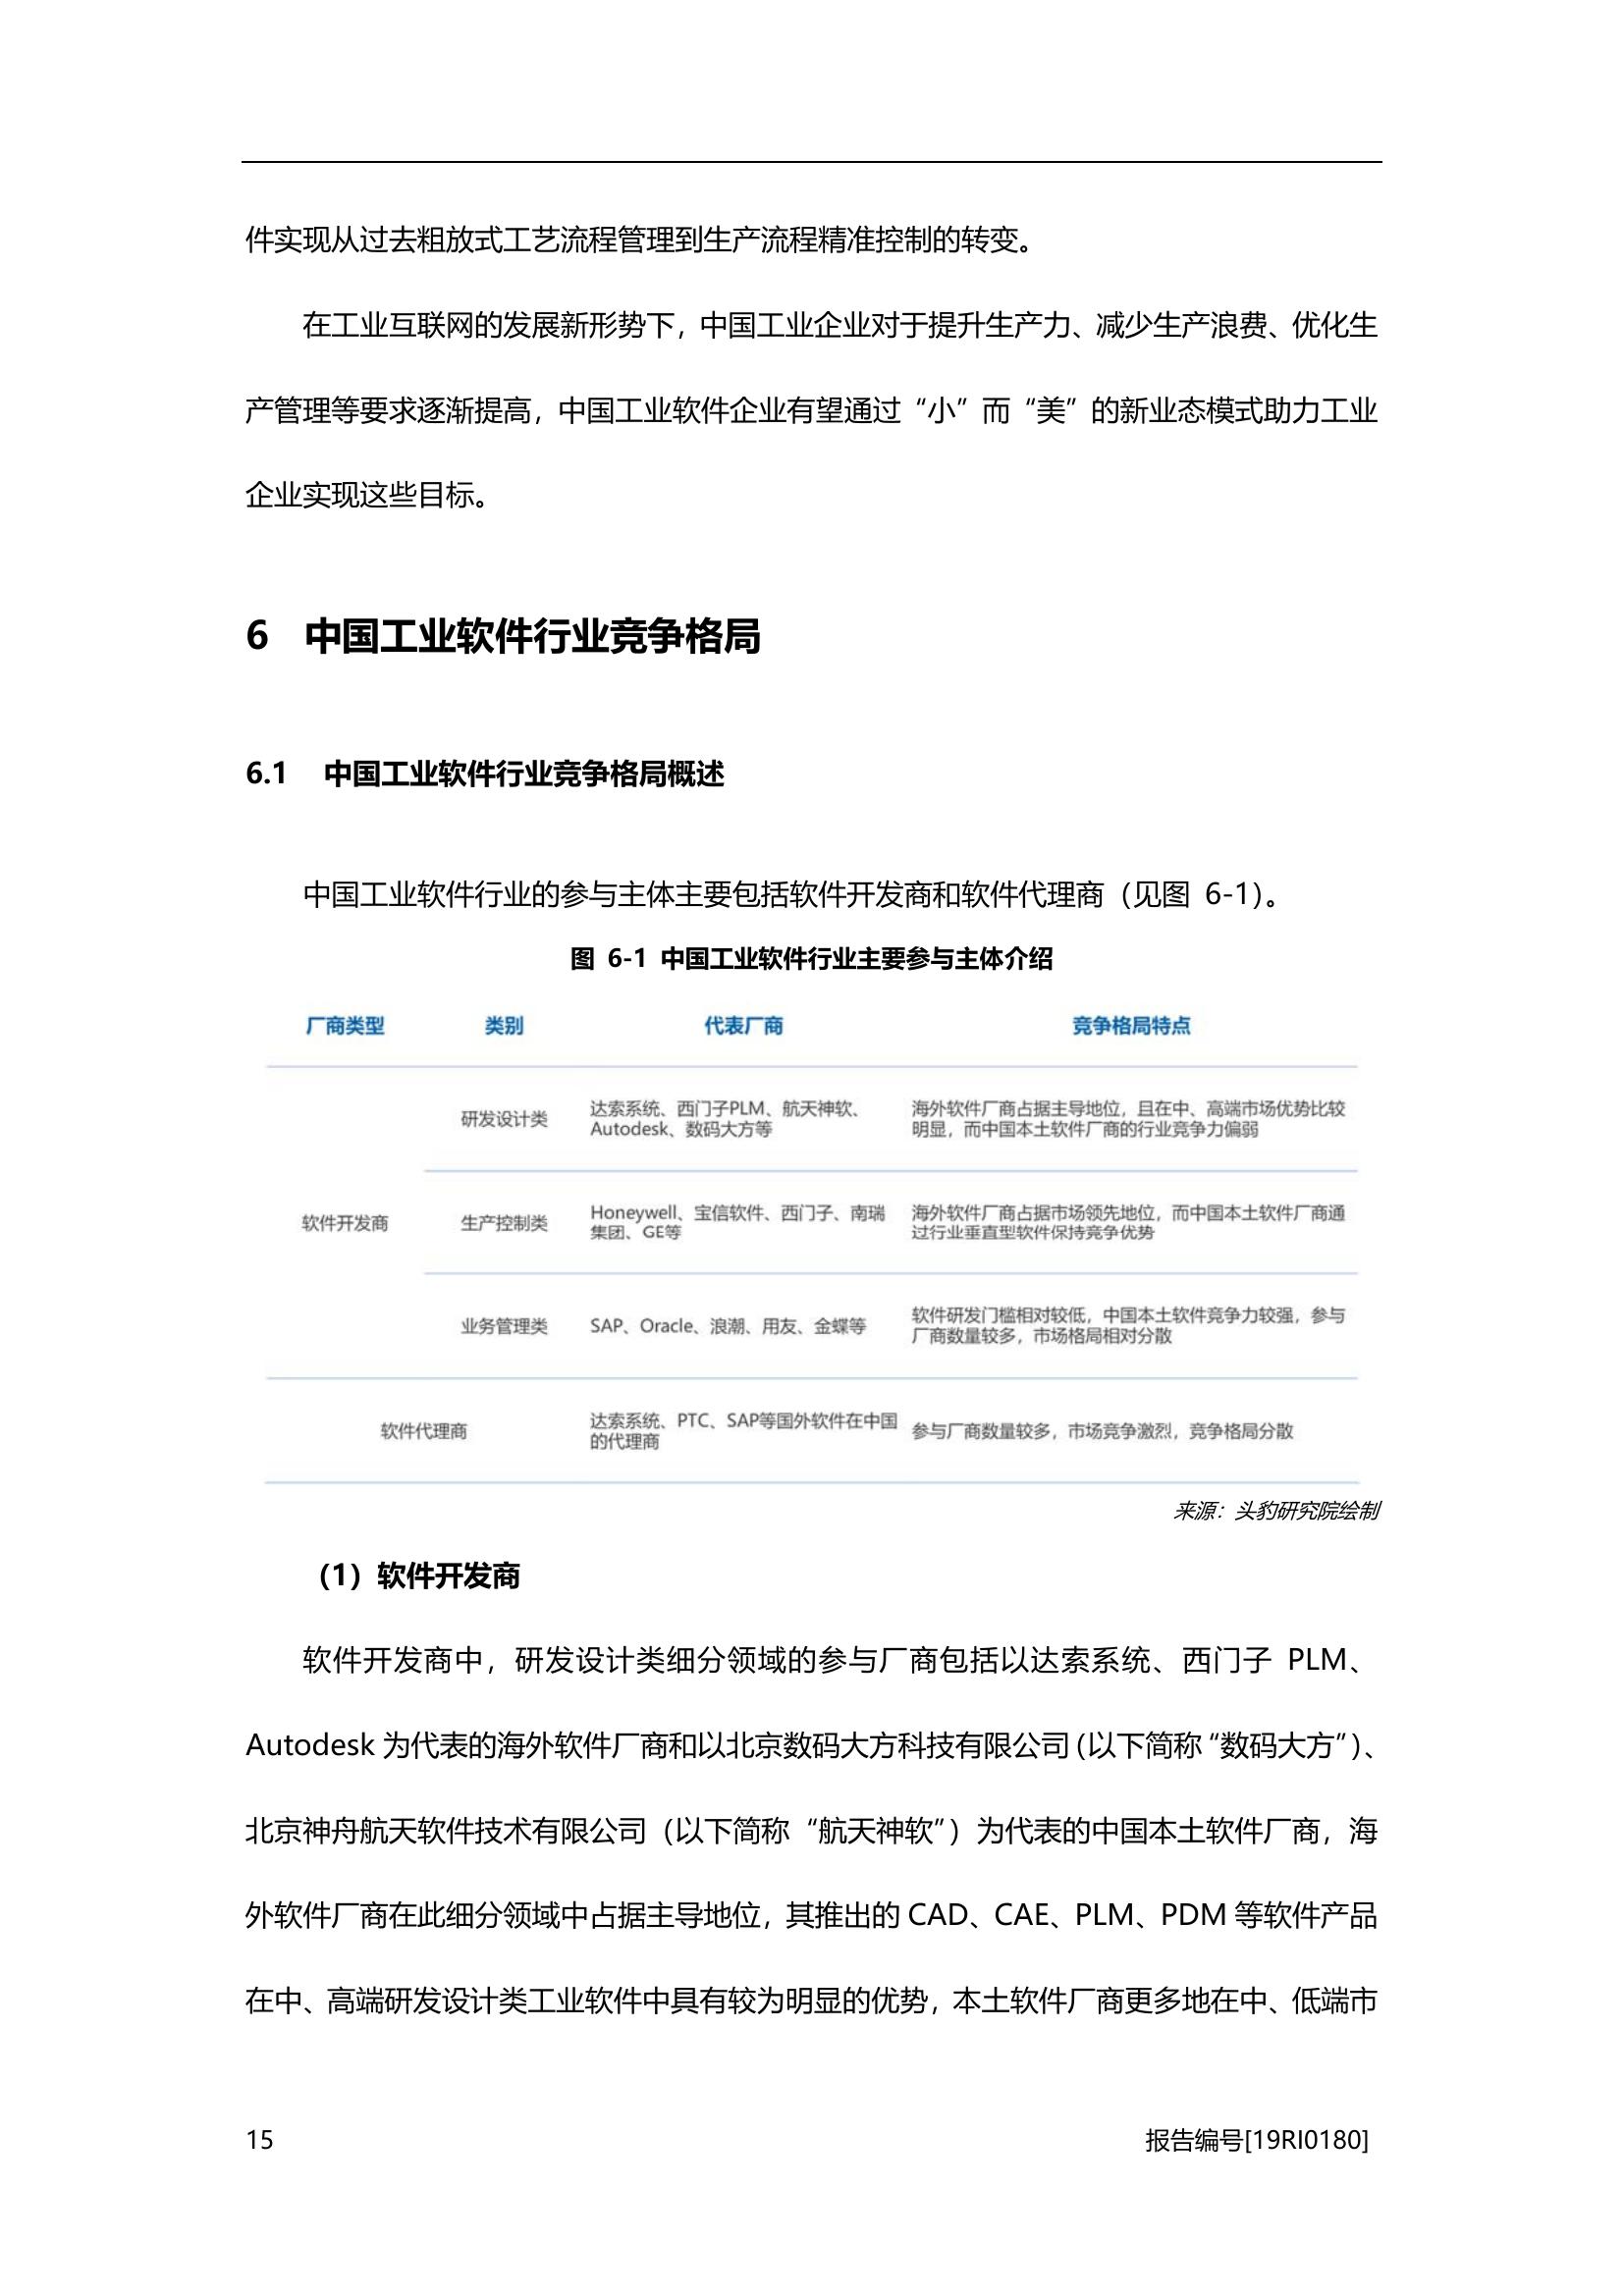 件实现从过去粗放式工艺流程管理到生产流程精准控制的转变。
在工业互联网的发展新形势下，中国工业企业对于提升生产力、减少生产浪费、优化生
产管理等要求逐渐提高，中国工业软件企业有望通过“小”而“美”的新业态模式助力工业
企业实现这些目标。
6 中国工业软件行业竞争格局
6.1 中国工业软件行业竞争格局概述
中国工业软件行业的参与主体主要包括软件开发商和软件代理商（见图 6-1）。
图 6-1 中国工业软件行业主要参与主体介绍
厂商类型 类别 代表厂商 竞争格局特点
软件开发商
研发设计类
达索系统、西门子PLM、航天神软、
Autodesk、数码大方等
海外软件厂商占据主导地位，且在中、高端市场优势比较
明显，而中国本土软件厂商的行业竞争力偏弱
生产控制类
Honeywell、宝信软件、西门子、南瑞
集团、GE等
海外软件厂商占据市场领先地位，而中国本土软件厂商通
过行业垂直型软件保持竞争优势
业务管理类
SAP、Oracle、浪潮、用友、金蝶等
软件研发门槛相对较低，中国本土软件竞争力较强，参与
厂商数量较多，市场格局相对分散
软件代理商
达索系统、PTC、SAP等国外软件在中国
的代理商
参与厂商数量较多，市场竞争激烈，竞争格局分散
来源：头豹研究院绘制
（1）软件开发商
软件开发商中，研发设计类细分领域的参与厂商包括以达索系统、西门子 PLM、
Autodesk 为代表的海外软件厂商和以北京数码大方科技有限公司（以下简称“数码大方”）、
北京神舟航天软件技术有限公司（以下简称“航天神软”）为代表的中国本土软件厂商，海
外软件厂商在此细分领域中占据主导地位，其推出的 CAD、CAE、PLM、PDM 等软件产品
在中、高端研发设计类工业软件中具有较为明显的优势，本土软件厂商更多地在中、低端市
15 报告编号[19RI0180]